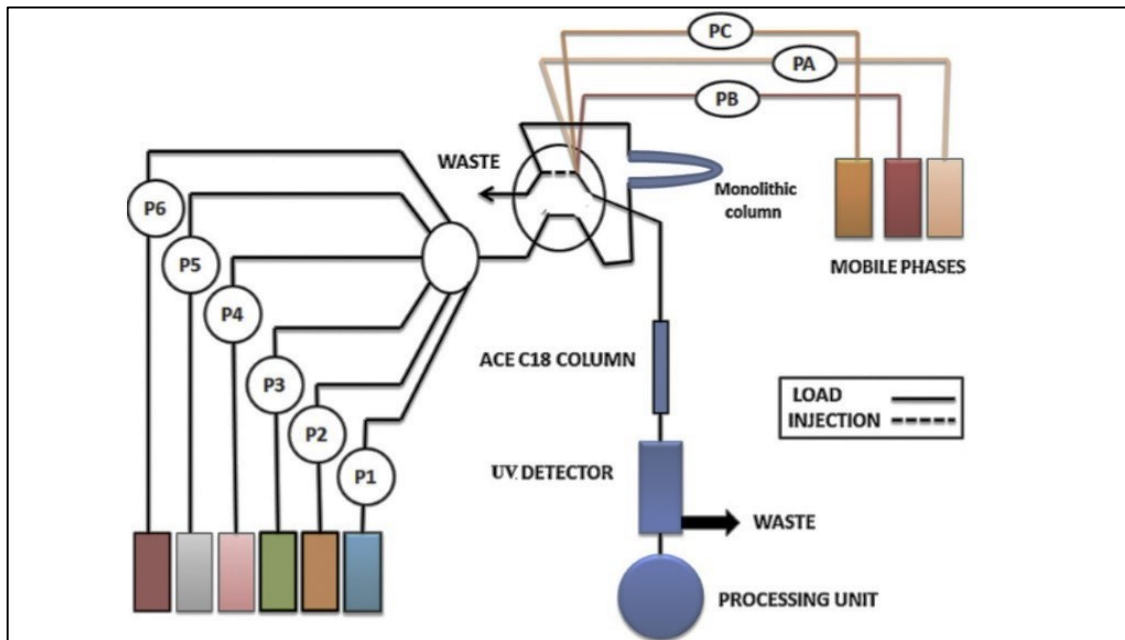 PC
PA
PB
WASTE
Monolithic
column
P6
P5
P4
P3
P2
P1
MOBILE PHASES
ACE C18 COLUMN
LOAD
INJECTION
UV. DETECTOR
WASTE
PROCESSING UNIT